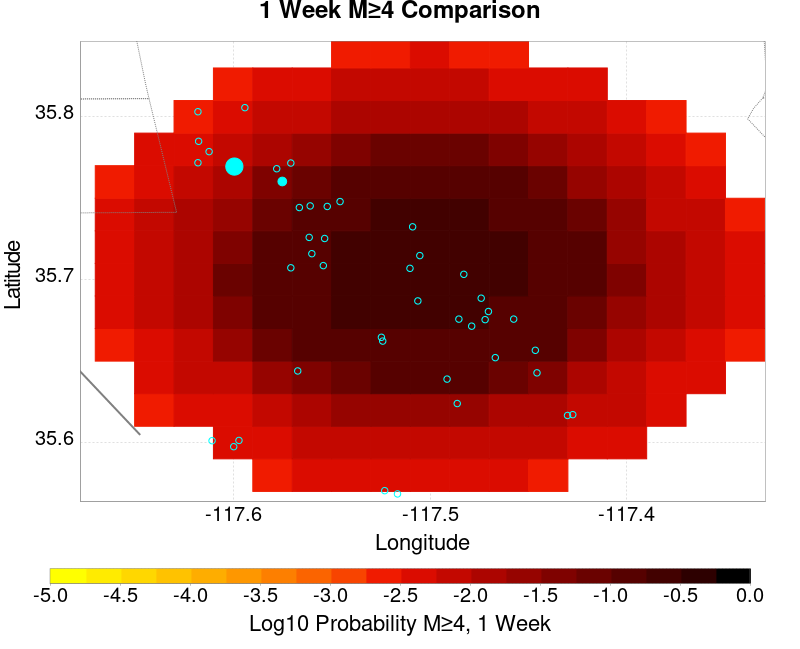 1 Week M≥4 Comparison
35.8
35.7
35.6
Latitude
-117.6 -117.5 -117.4
Longitude
-5.0 -4.5 -4.0 -3.5 -3.0 -2.5 -2.0 -1.5 -1.0 -0.5 0.0
Log10 Probability M≥4, 1 Week